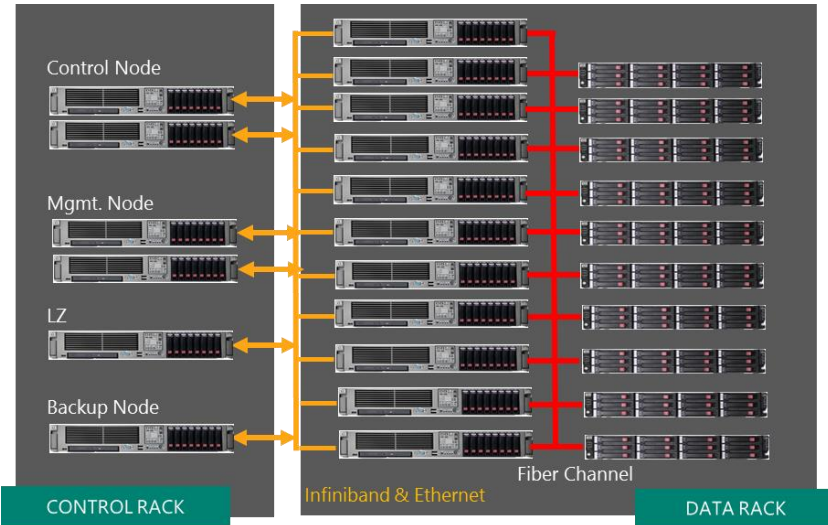 Control Node
Mgmt. Node
LZ
Backup Node
CONTROL RACK
Fiber Channel
Infiniband & Ethernet
DATA RACK